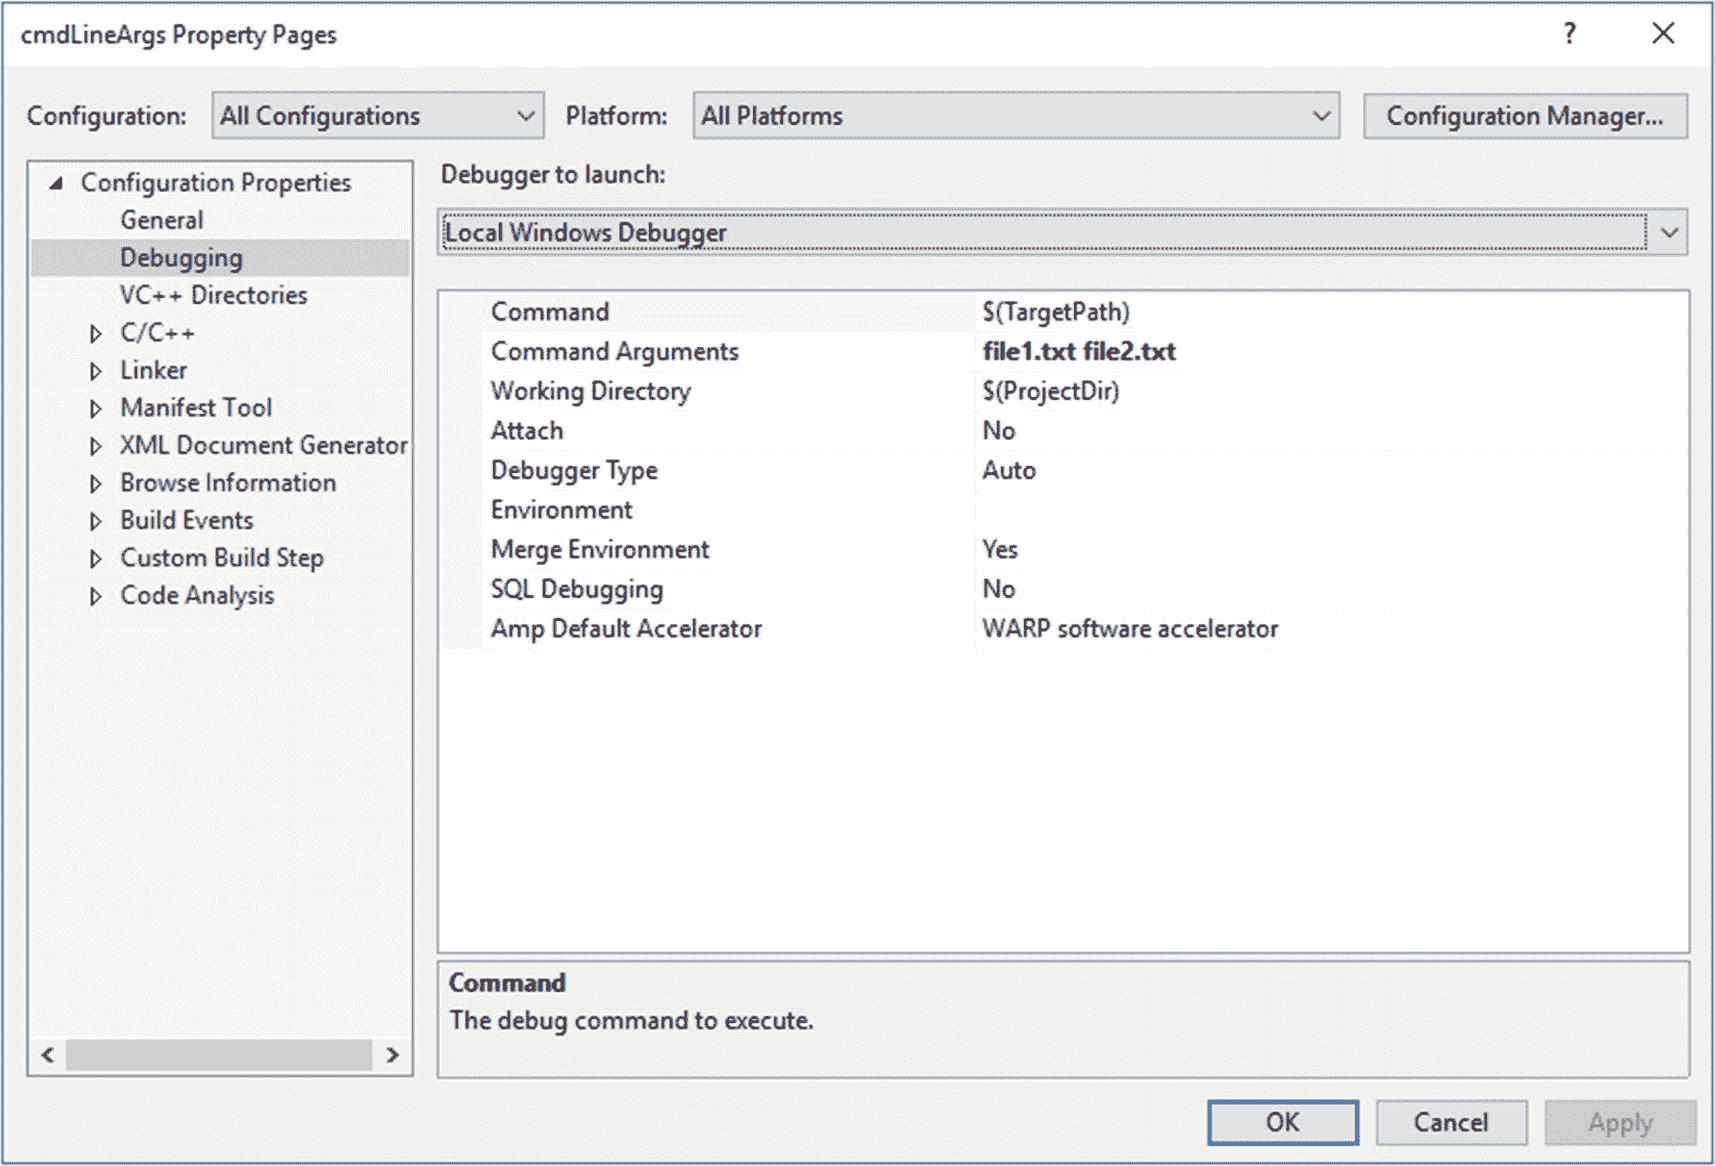 cmdLineArgs Property Pages
?
Configuration: All Configurations Platform: All Platforms Configuration Manager...
Configuration Properties
General
Debugging
VC++ Directories
C/C++
Linker
Manifest Tool
XML Document Generator
Browse Information
Build Events
Custom Build Step
Code Analysis
Debugger to launch:
Local Windows Debugger
Command $(TargetPath)
Command Arguments file1.txt file2.txt
Working Directory $(ProjectDir)
Attach No
Debugger Type Auto
Environment
Merge Environment Yes
SQL Debugging No
Amp Default Accelerator WARP software accelerator
Command
The debug command to execute.
OK Cancel Apply